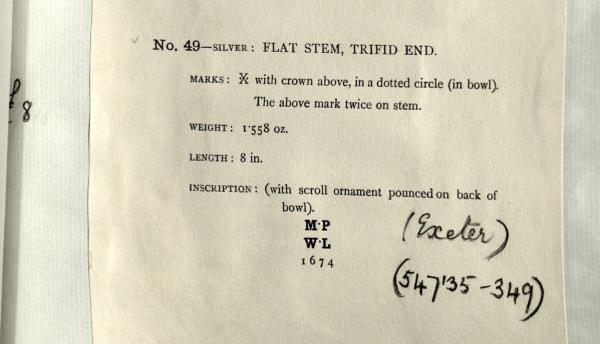 No. 49—SILVER: FLAT STEM, TRIFID END.
MARKS: X with crown above, in a dotted circle (in bowl).
The above mark twice on stem.
WEIGHT: 1·558 oz.
LENGTH: 8 in.
INSCRIPTION: (with scroll ornament pounced on back of
bowl).
M·P
W·L
1674
(Exeter)
(547'35-349)
8